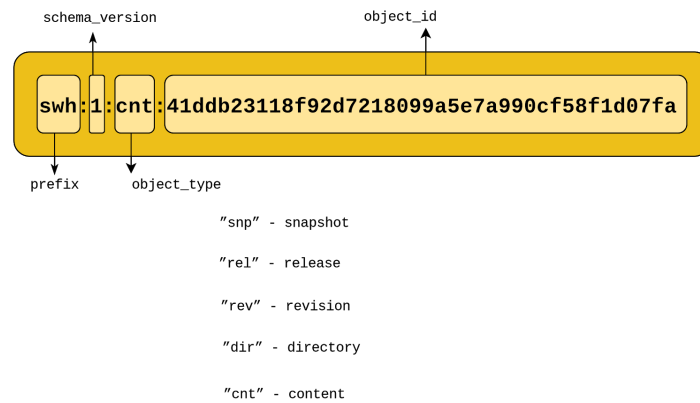 schema_version
object_id
swh:1:cnt:41ddb23118f92d7218099a5e7a990cf58f1d07fa
prefix
object_type
”snp” - snapshot
”rel” - release
”rev” - revision
”dir” - directory
”cnt” - content